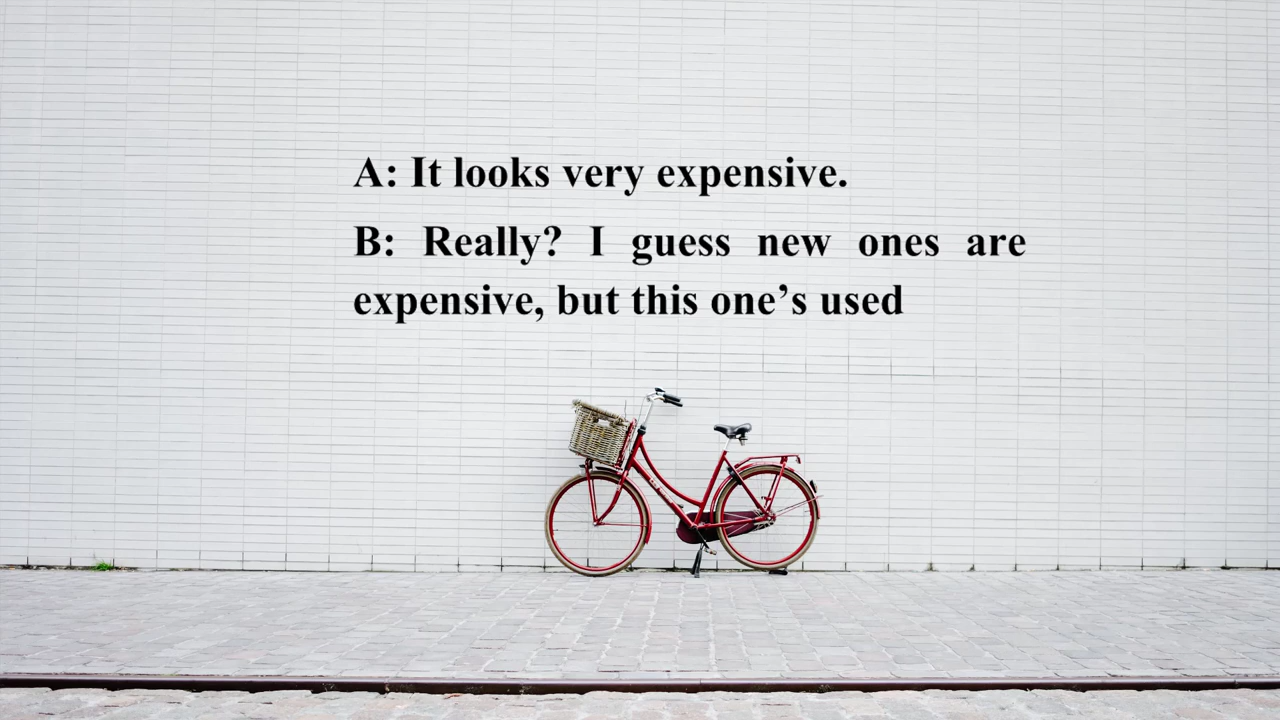 A: It looks very expensive.
B: Really? I guess new ones are
expensive, but this one’s used